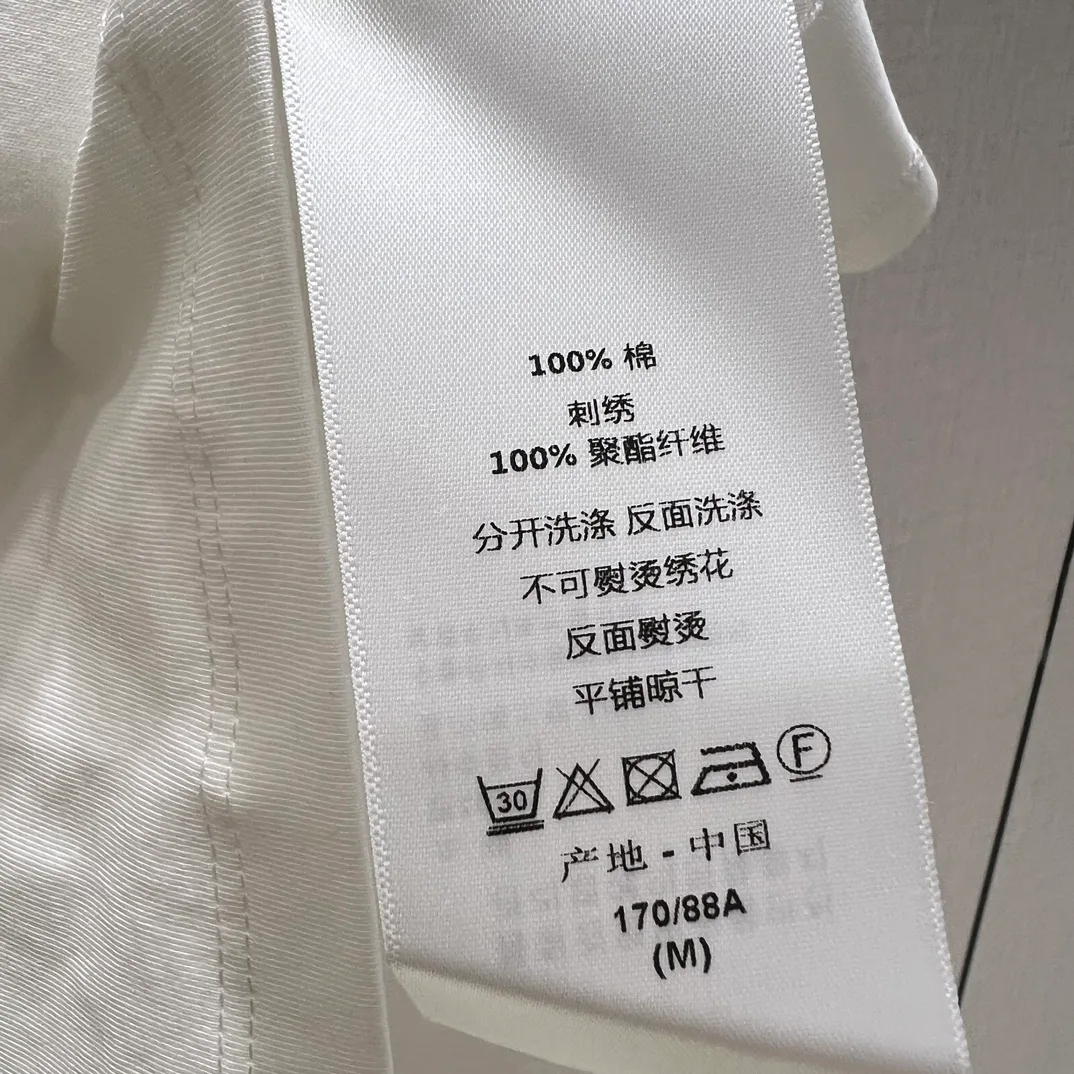 100% 棉
刺绣
100% 聚酯纤维
分开洗涤 反面洗涤
不可熨烫绣花
反面熨烫
平铺晾干
30 F
产地 - 中国
170/88A
(M)